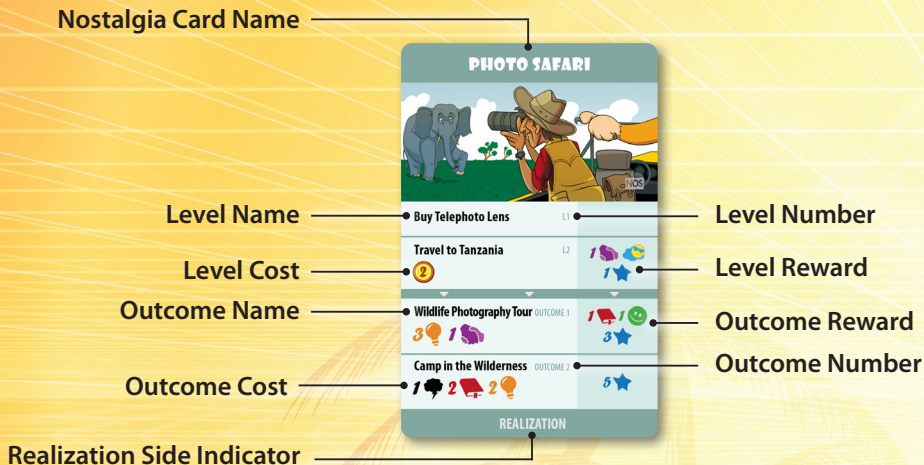 Nostalgia Card Name
PHOTO SAFARI
NOS
Level Name
Buy Telephoto Lens L1
Level Number
Travel to Tanzania L2
Level Cost
2
1
1
Level Reward
Outcome Name
Wildlife Photography Tour OUTCOME 1
3 1
1 1
3
Outcome Reward
Camp in the Wilderness OUTCOME 2
Outcome Number
Outcome Cost
1 2 2
5
REALIZATION
Realization Side Indicator